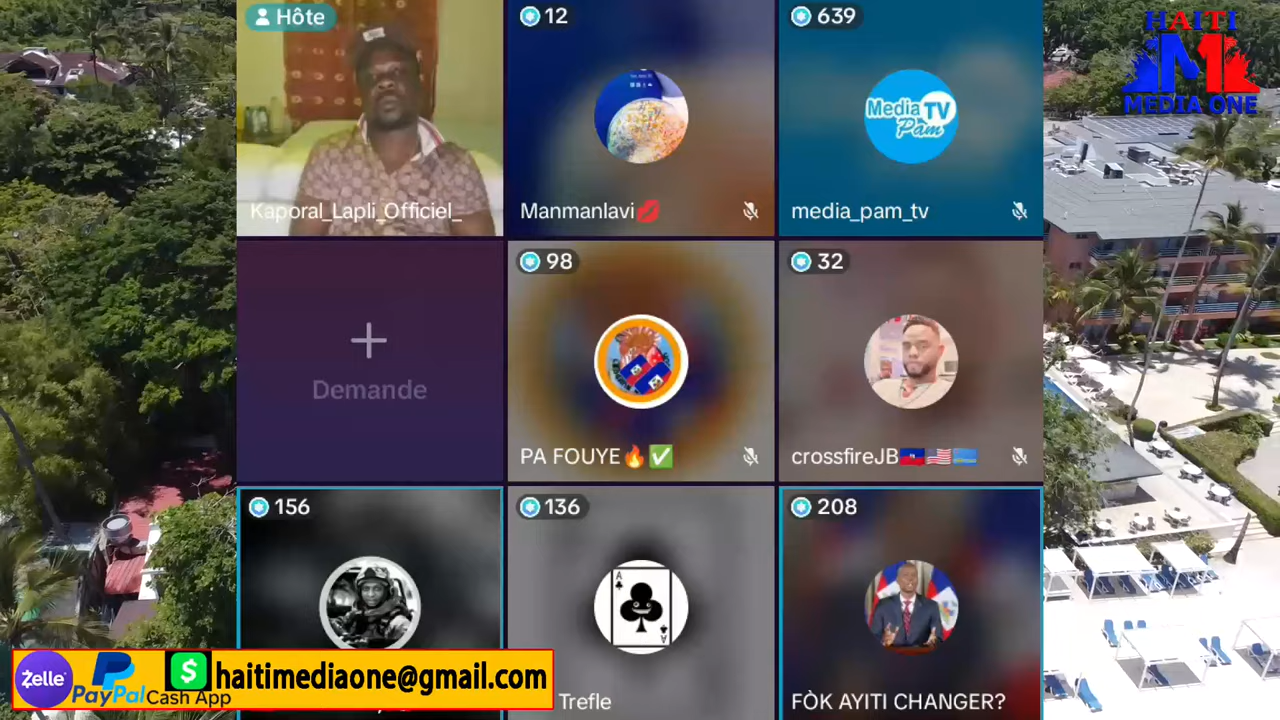 Hôte
12
639
HAITI
M
MEDIA ONE
Media TV
Pam
Kaporal_Lapli_Officiel_
Manmanlavi💋
media_pam_tv
98
32
+
Demande
PA FOUYE🔥✅
crossfireJB🇭🇹🇺🇸🇦🇼
156
136
208
A
A
Zelle
PayPal
$
Cash App
haitimediaone@gmail.com
Trefle
FÒK AYITI CHANGER?